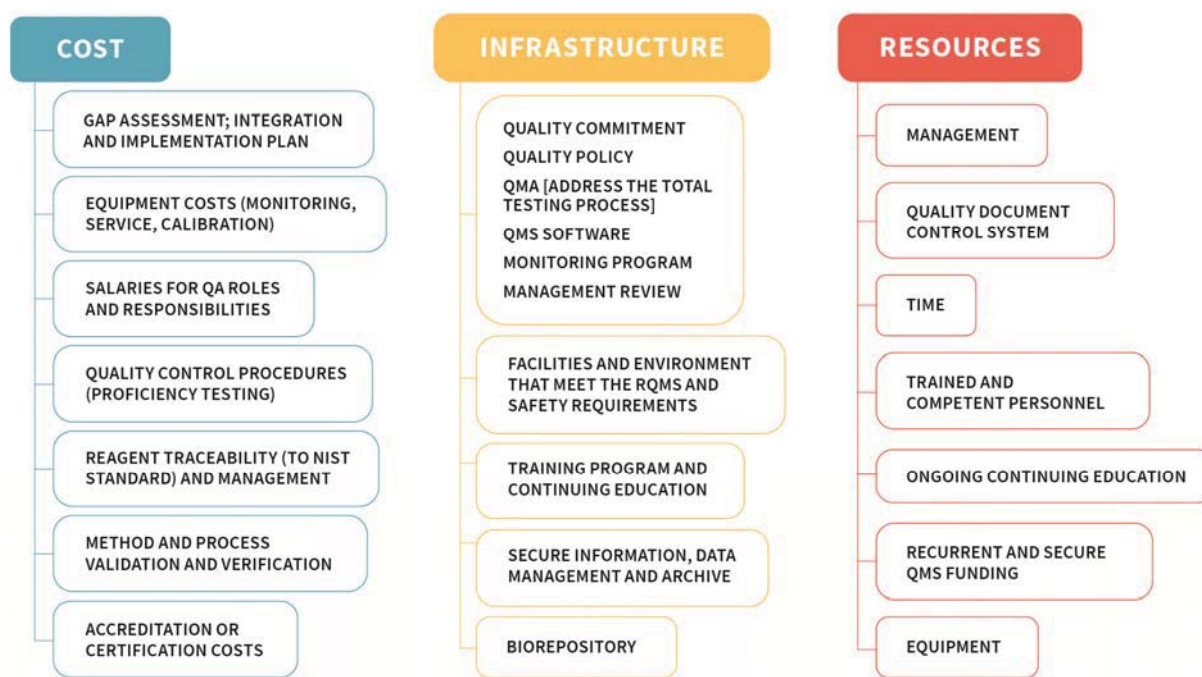 COST
GAP ASSESSMENT; INTEGRATION
AND IMPLEMENTATION PLAN
EQUIPMENT COSTS (MONITORING,
SERVICE, CALIBRATION)
SALARIES FOR QA ROLES
AND RESPONSIBILITIES
QUALITY CONTROL PROCEDURES
(PROFICIENCY TESTING)
REAGENT TRACEABILITY (TO NIST
STANDARD) AND MANAGEMENT
METHOD AND PROCESS
VALIDATION AND VERIFICATION
ACCREDITATION OR
CERTIFICATION COSTS
INFRASTRUCTURE
QUALITY COMMITMENT
QUALITY POLICY
QMA [ADDRESS THE TOTAL
TESTING PROCESS]
QMS SOFTWARE
MONITORING PROGRAM
MANAGEMENT REVIEW
FACILITIES AND ENVIRONMENT
THAT MEET THE RQMS AND
SAFETY REQUIREMENTS
TRAINING PROGRAM AND
CONTINUING EDUCATION
SECURE INFORMATION, DATA
MANAGEMENT AND ARCHIVE
BIOREPOSITORY
RESOURCES
MANAGEMENT
QUALITY DOCUMENT
CONTROL SYSTEM
TIME
TRAINED AND
COMPETENT PERSONNEL
ONGOING CONTINUING EDUCATION
RECURRENT AND SECURE
QMS FUNDING
EQUIPMENT